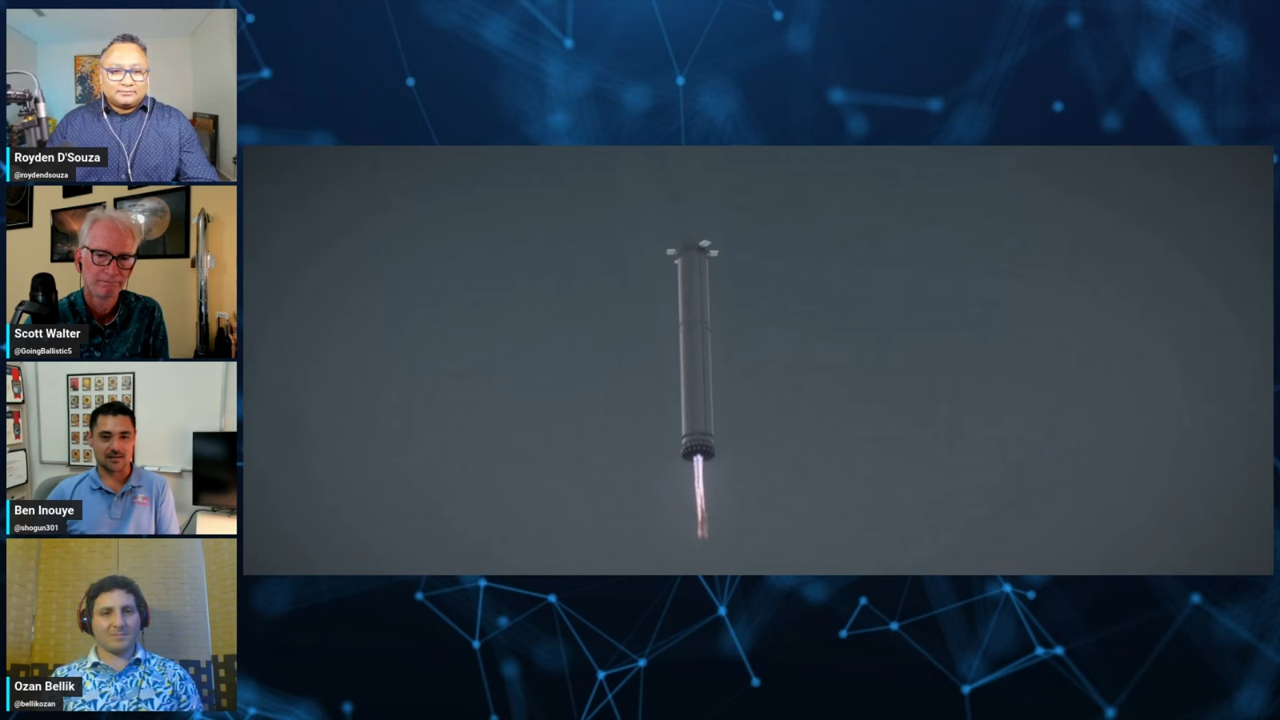 Royden D'Souza
@roydendsouza
Scott Walter
@GoingBallistic5
Ben Inouye
@shogun301
Ozan Bellik
@bellikozan